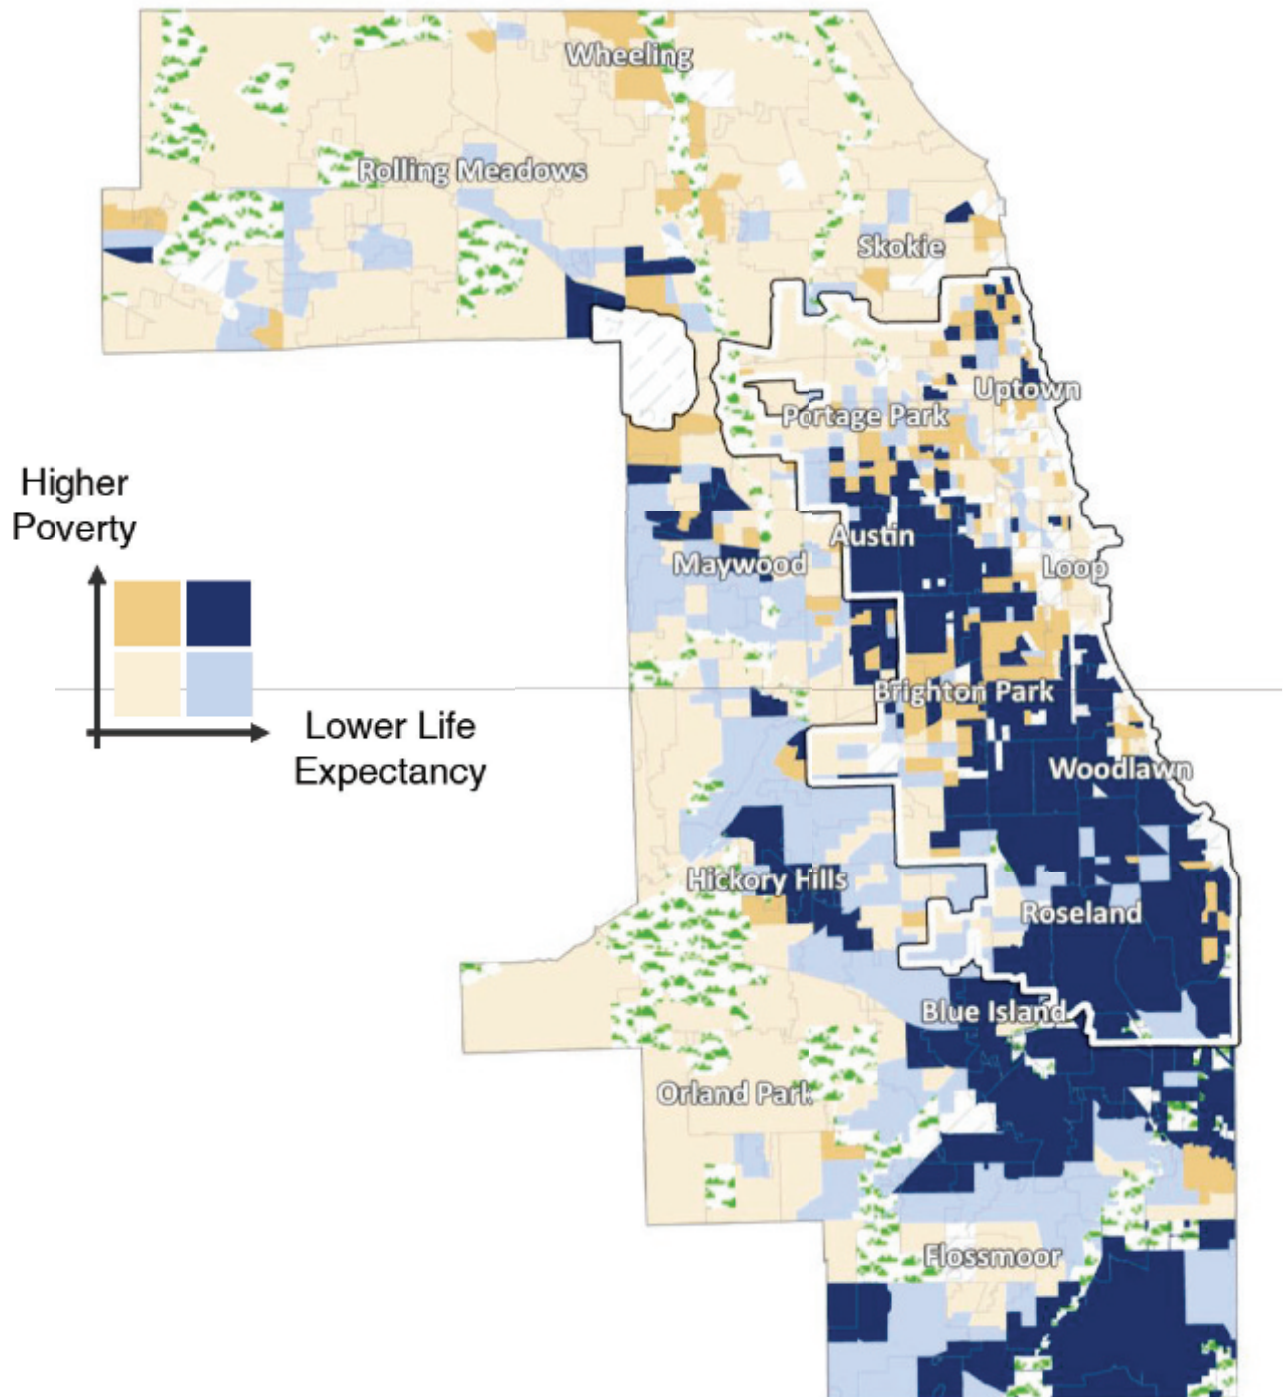 Wheeling
Rolling Meadows
Skokie
Uptown
Portage Park
Higher
Poverty
Austin
Maywood
Loop
Brighton Park
Lower Life
Expectancy
Woodlawn
Hickory Hills
Roseland
Blue Island
Orland Park
Flossmoor